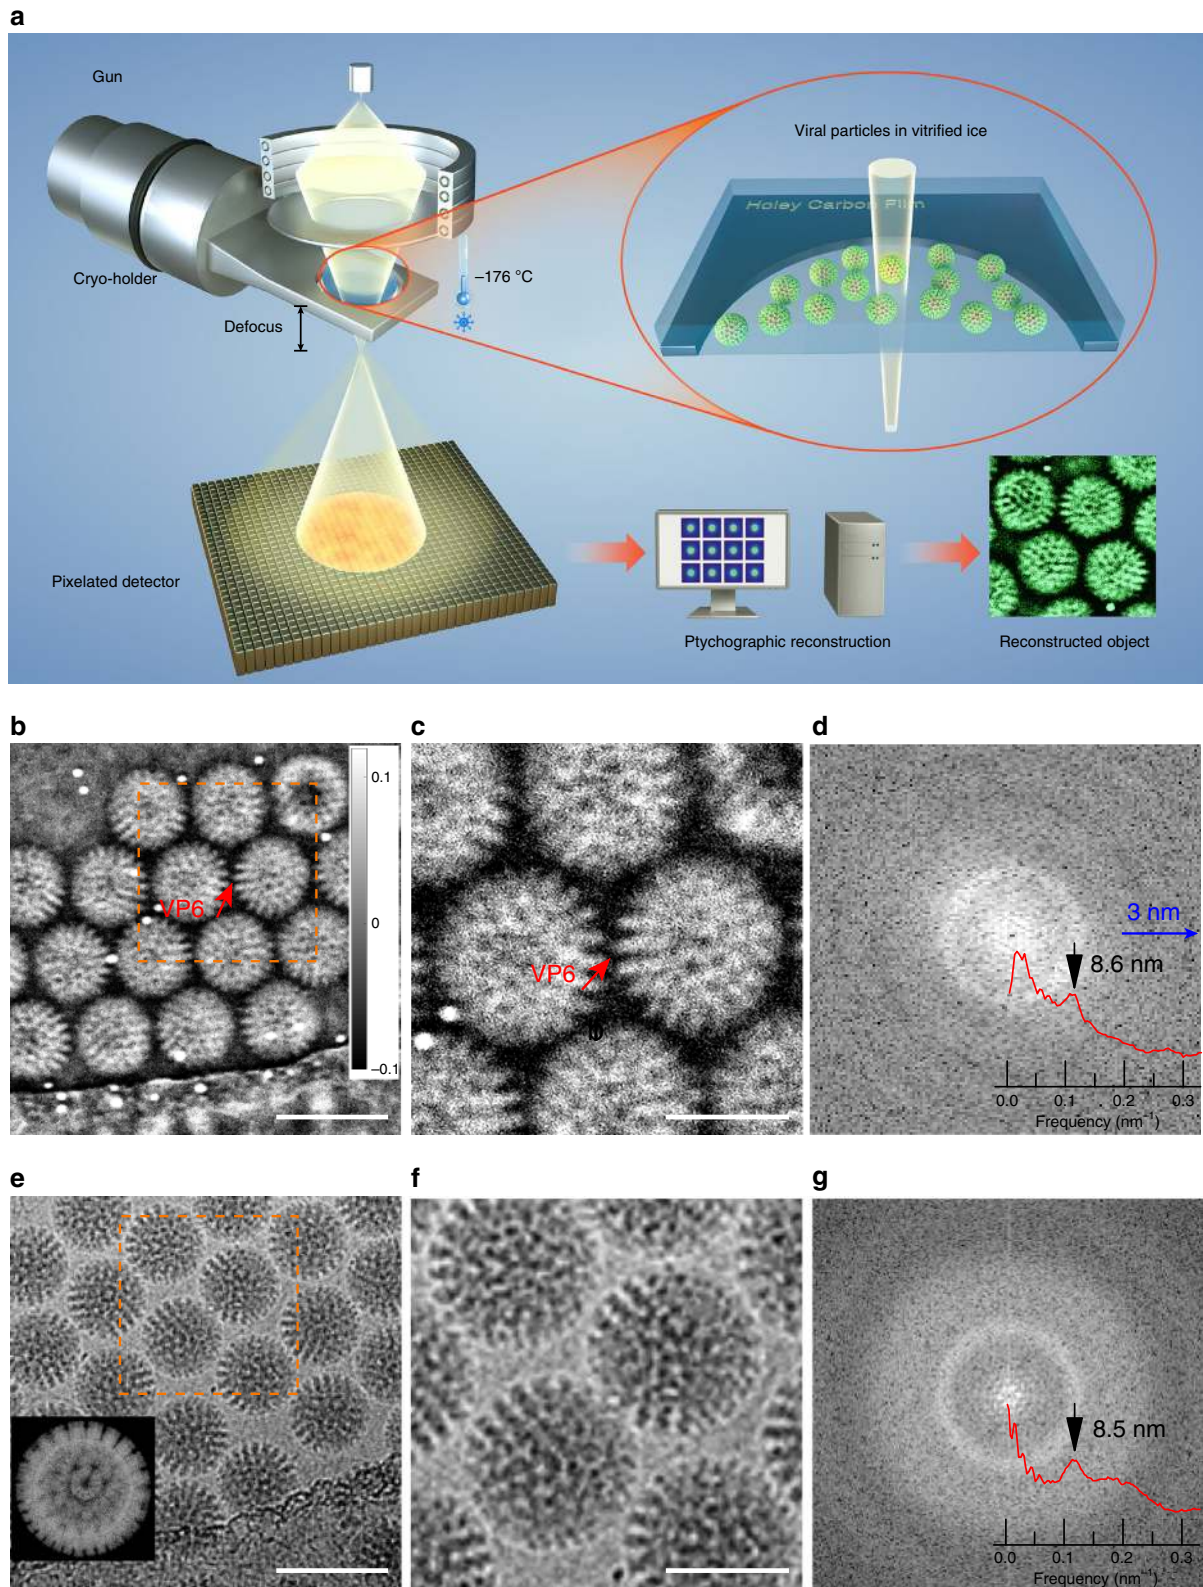 a
Gun
Viral particles in vitrified ice
Holey Carbon Film
Cryo-holder
−176 °C
Defocus
Pixelated detector
Ptychographic reconstruction
Reconstructed object
b
c
d
0.1
0
−0.1
VP6
VP6
3 nm
8.6 nm
0.0 0.1 0.2 0.3
Frequency (nm⁻¹)
e
f
g
8.5 nm
0.0 0.1 0.2 0.3
Frequency (nm⁻¹)